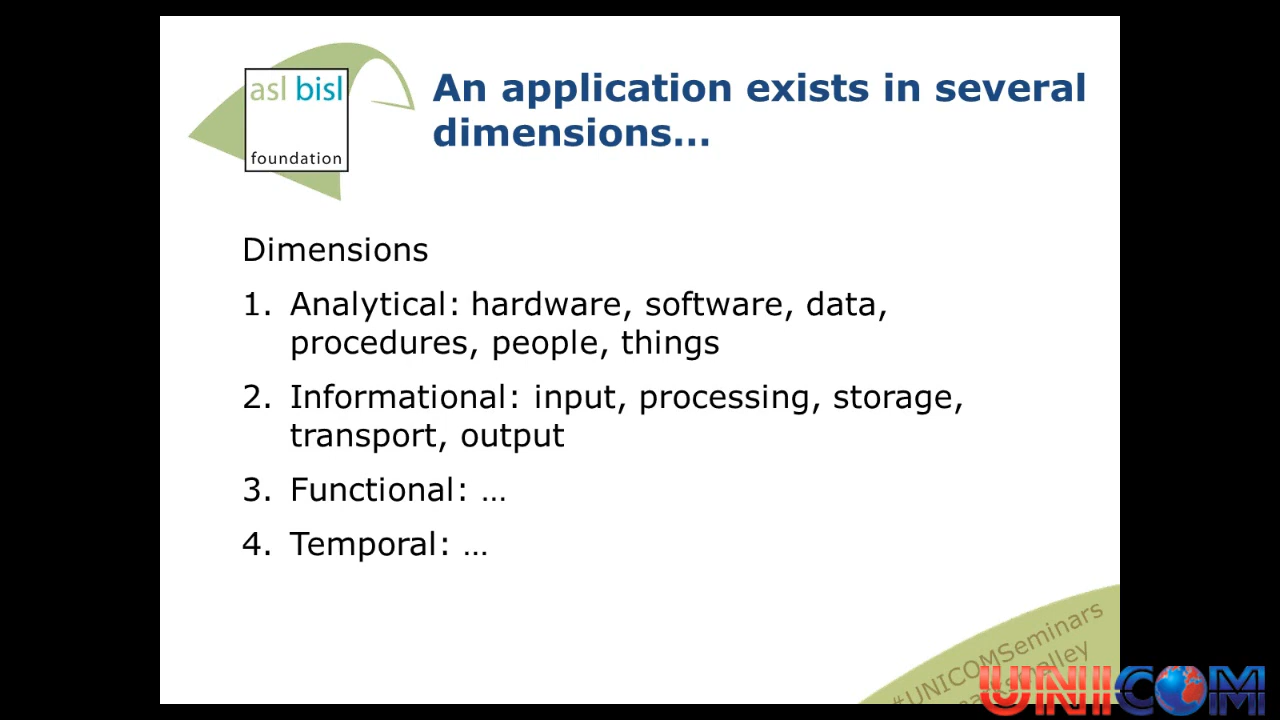 asl bisl
foundation
An application exists in several
dimensions...
Dimensions
1. Analytical: hardware, software, data,
procedures, people, things
2. Informational: input, processing, storage,
transport, output
3. Functional: ...
4. Temporal: ...
#UNICOMSeminars
UNICOM